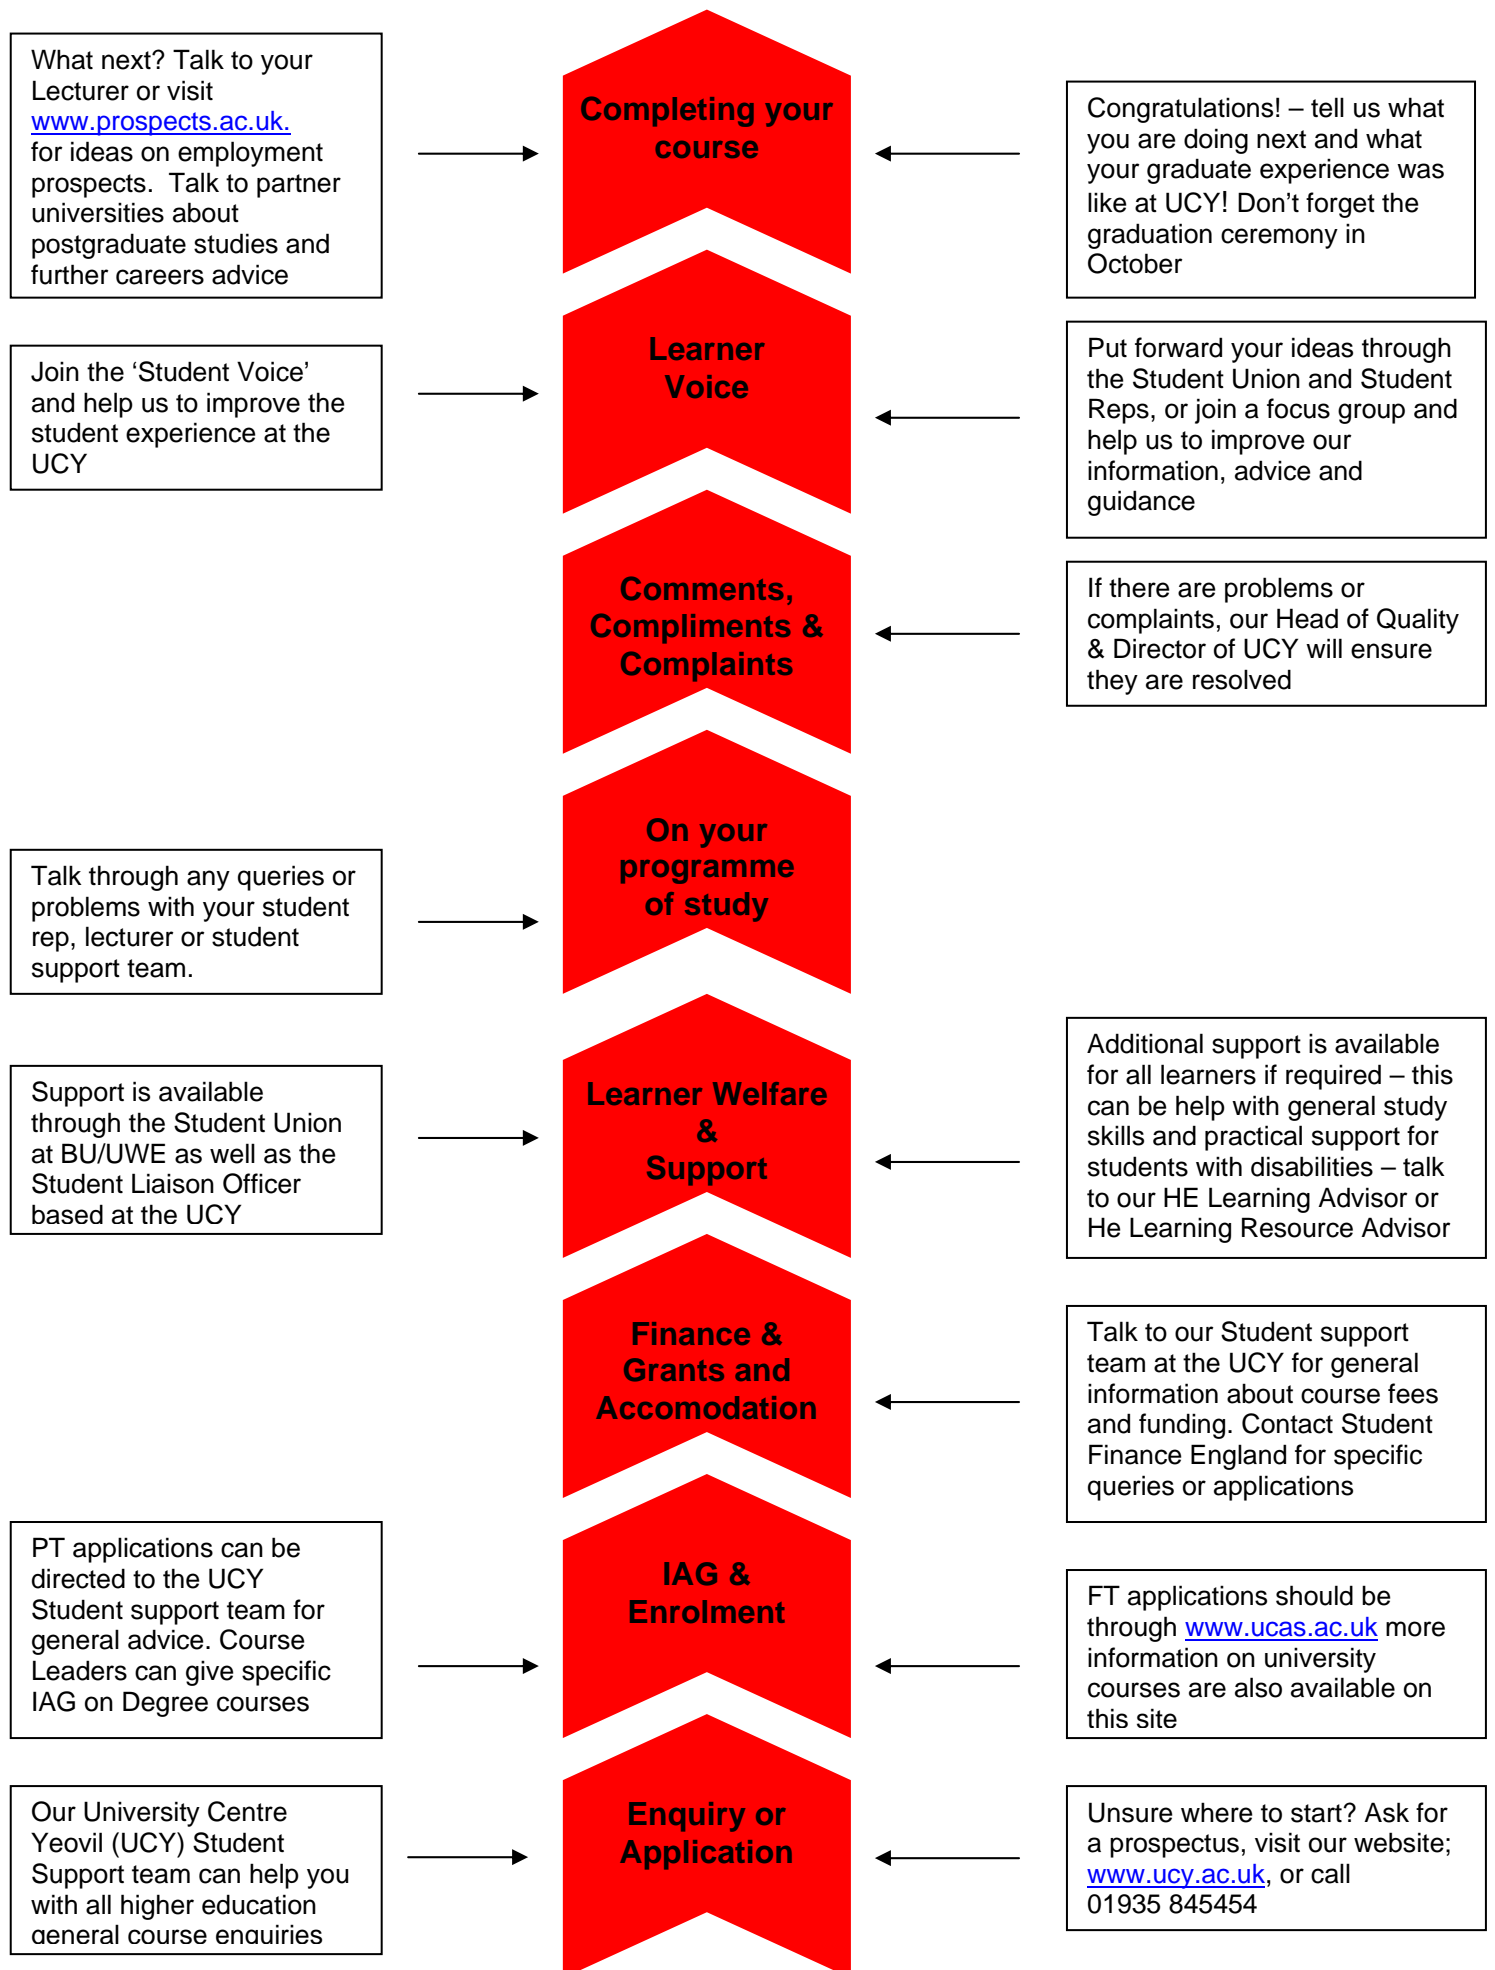 What next? Talk to your
Lecturer or visit
www.prospects.ac.uk.
for ideas on employment
prospects.  Talk to partner
universities about
postgraduate studies and
further careers advice
Completing your
course
Congratulations! – tell us what
you are doing next and what
your graduate experience was
like at UCY! Don’t forget the
graduation ceremony in
October
Join the ‘Student Voice’
and help us to improve the
student experience at the
UCY
Learner
Voice
Put forward your ideas through
the Student Union and Student
Reps, or join a focus group and
help us to improve our
information, advice and
guidance
Comments,
Compliments &
Complaints
If there are problems or
complaints, our Head of Quality
& Director of UCY will ensure
they are resolved
On your
programme
of study
Talk through any queries or
problems with your student
rep, lecturer or student
support team.
Support is available
through the Student Union
at BU/UWE as well as the
Student Liaison Officer
based at the UCY
Learner Welfare
&
Support
Additional support is available
for all learners if required – this
can be help with general study
skills and practical support for
students with disabilities – talk
to our HE Learning Advisor or
He Learning Resource Advisor
Finance &
Grants and
Accomodation
Talk to our Student support
team at the UCY for general
information about course fees
and funding. Contact Student
Finance England for specific
queries or applications
PT applications can be
directed to the UCY
Student support team for
general advice. Course
Leaders can give specific
IAG on Degree courses
IAG &
Enrolment
FT applications should be
through www.ucas.ac.uk more
information on university
courses are also available on
this site
Our University Centre
Yeovil (UCY) Student
Support team can help you
with all higher education
general course enquiries
Enquiry or
Application
Unsure where to start? Ask for
a prospectus, visit our website;
www.ucy.ac.uk, or call
01935 845454